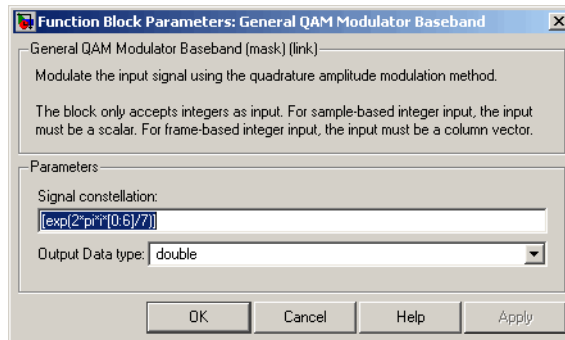 Function Block Parameters: General QAM Modulator Baseband
General QAM Modulator Baseband (mask) (link)
Modulate the input signal using the quadrature amplitude modulation method.
The block only accepts integers as input. For sample-based integer input, the input
must be a scalar. For frame-based integer input, the input must be a column vector.
Parameters
Signal constellation:
[exp(2*pi*i*[0:6]/7)]
Output Data type: double
OK Cancel Help Apply